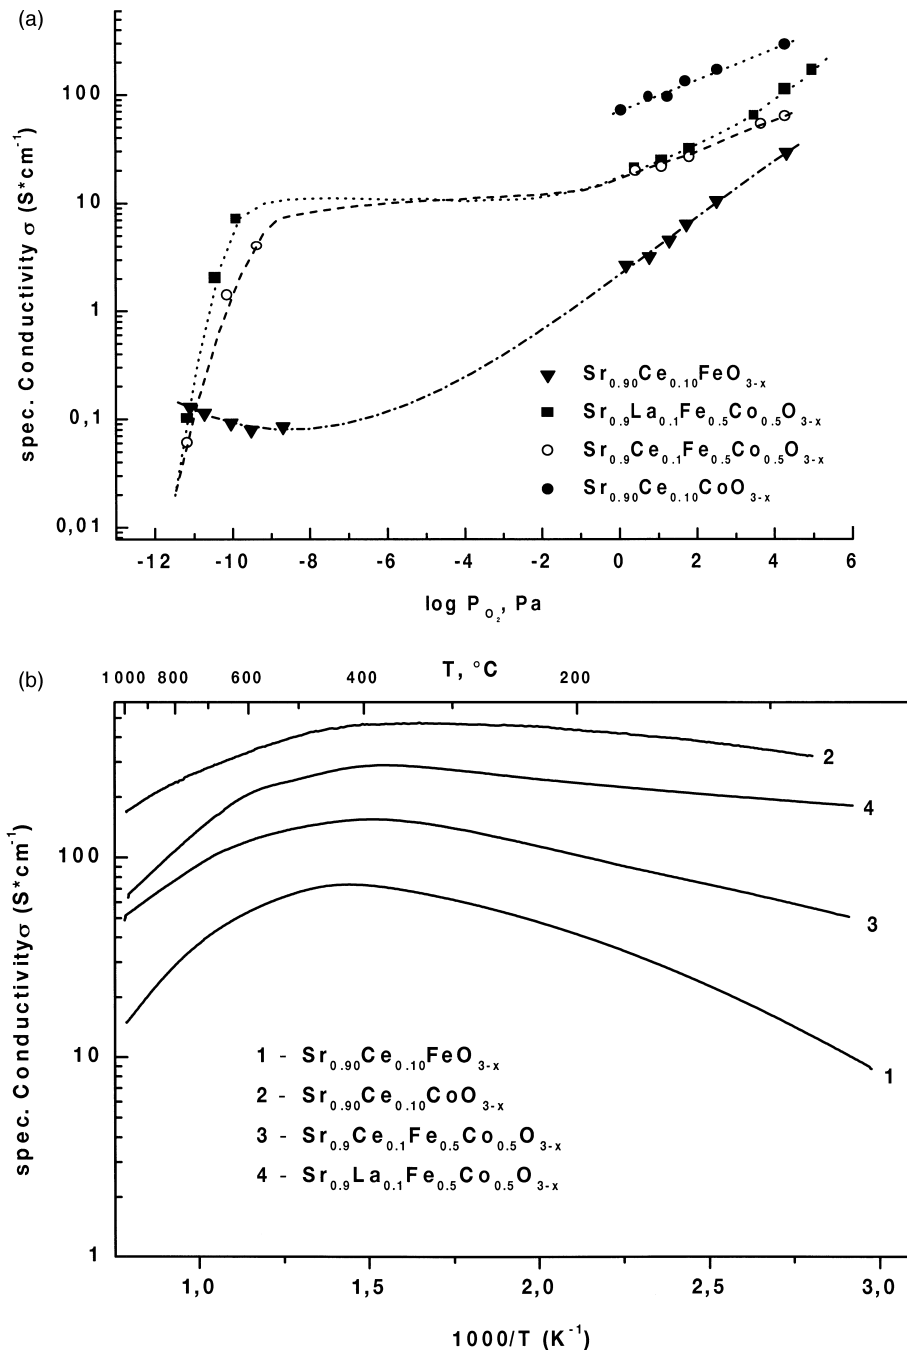 (a)
100
10
1
0,1
0,01
spec. Conductivity σ (S*cm⁻¹)
Sr₀.₉₀Ce₀.₁₀FeO₃₋ₓ
Sr₀.₉La₀.₁Fe₀.₅Co₀.₅O₃₋ₓ
Sr₀.₉Ce₀.₁Fe₀.₅Co₀.₅O₃₋ₓ
Sr₀.₉₀Ce₀.₁₀CoO₃₋ₓ
-12 -10 -8 -6 -4 -2 0 2 4 6
log P_O₂, Pa
(b)
T, °C
1000 800 600 400 200
100
10
1
spec. Conductivity σ (S*cm⁻¹)
2
4
3
1
1 - Sr₀.₉₀Ce₀.₁₀FeO₃₋ₓ
2 - Sr₀.₉₀Ce₀.₁₀CoO₃₋ₓ
3 - Sr₀.₉Ce₀.₁Fe₀.₅Co₀.₅O₃₋ₓ
4 - Sr₀.₉La₀.₁Fe₀.₅Co₀.₅O₃₋ₓ
1,0 1,5 2,0 2,5 3,0
1000/T (K⁻¹)